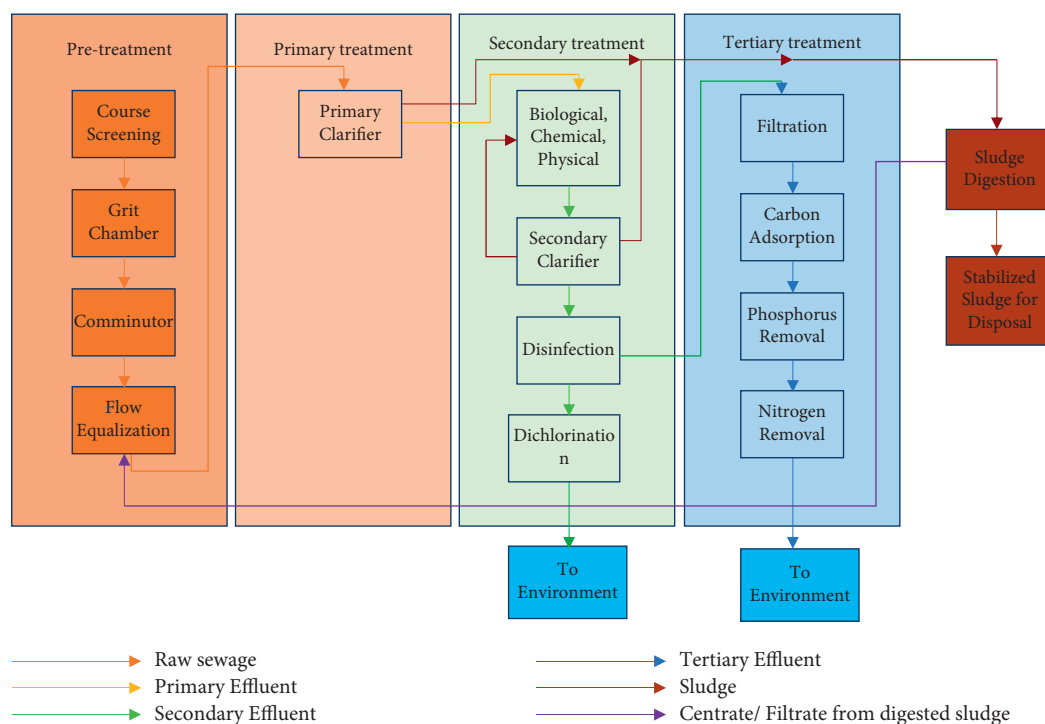 Pre-treatment
Course
Screening
Grit
Chamber
Comminutor
Flow
Equalization
Primary treatment
Primary
Clarifier
Secondary treatment
Biological,
Chemical,
Physical
Secondary
Clarifier
Disinfection
Dichlorinatio
n
To
Environment
Tertiary treatment
Filtration
Carbon
Adsorption
Phosphorus
Removal
Nitrogen
Removal
To
Environment
Sludge
Digestion
Stabilized
Sludge for
Disposal
Raw sewage
Primary Effluent
Secondary Effluent
Tertiary Effluent
Sludge
Centrate/ Filtrate from digested sludge